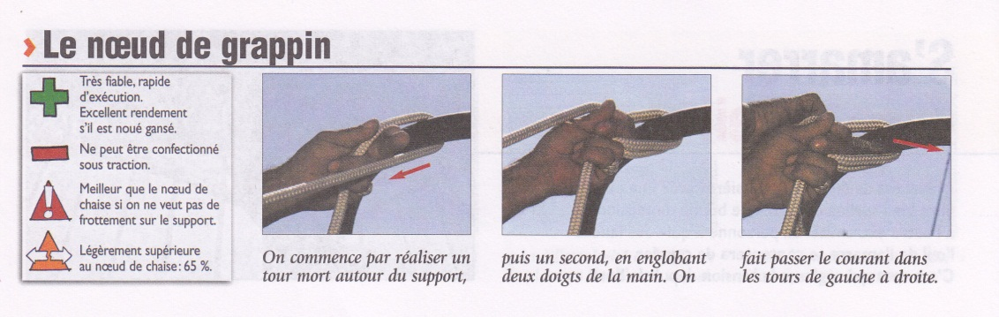 Le nœud de grappin
Très fiable, rapide
d'exécution.
Excellent rendement
s'il est noué gansé.
Ne peut être confectionné
sous traction.
Meilleur que le nœud de
chaise si on ne veut pas de
frottement sur le support.
Légèrement supérieure
au nœud de chaise: 65 %.
On commence par réaliser un
tour mort autour du support,
puis un second, en englobant
deux doigts de la main. On
fait passer le courant dans
les tours de gauche à droite.